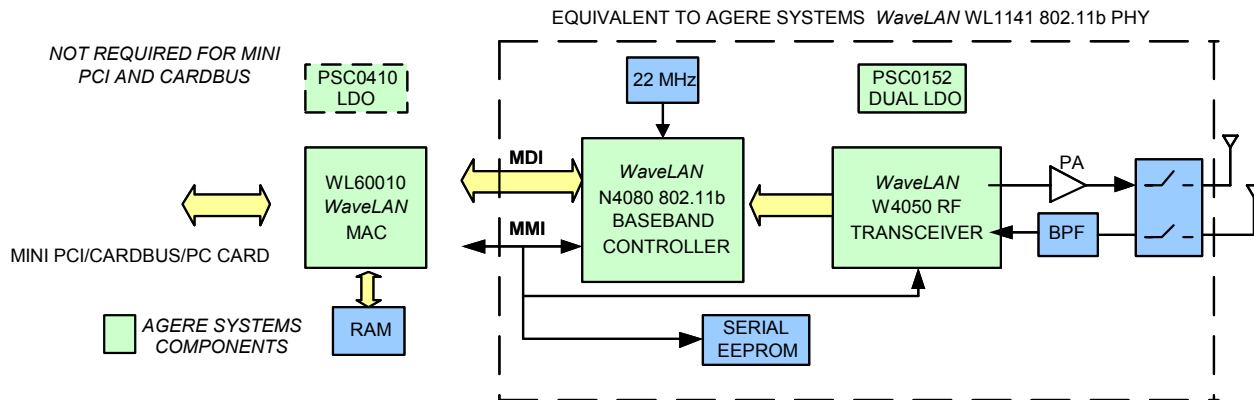 EQUIVALENT TO AGERE SYSTEMS WaveLAN WL1141 802.11b PHY
NOT REQUIRED FOR MINI
PCI AND CARDBUS
PSC0410
LDO
22 MHz
PSC0152
DUAL LDO
MDI
MMI
WL60010
WaveLAN
MAC
WaveLAN
N4080 802.11b
BASEBAND
CONTROLLER
WaveLAN
W4050 RF
TRANSCEIVER
PA
BPF
MINI PCI/CARDBUS/PC CARD
RAM
SERIAL
EEPROM
AGERE SYSTEMS
COMPONENTS